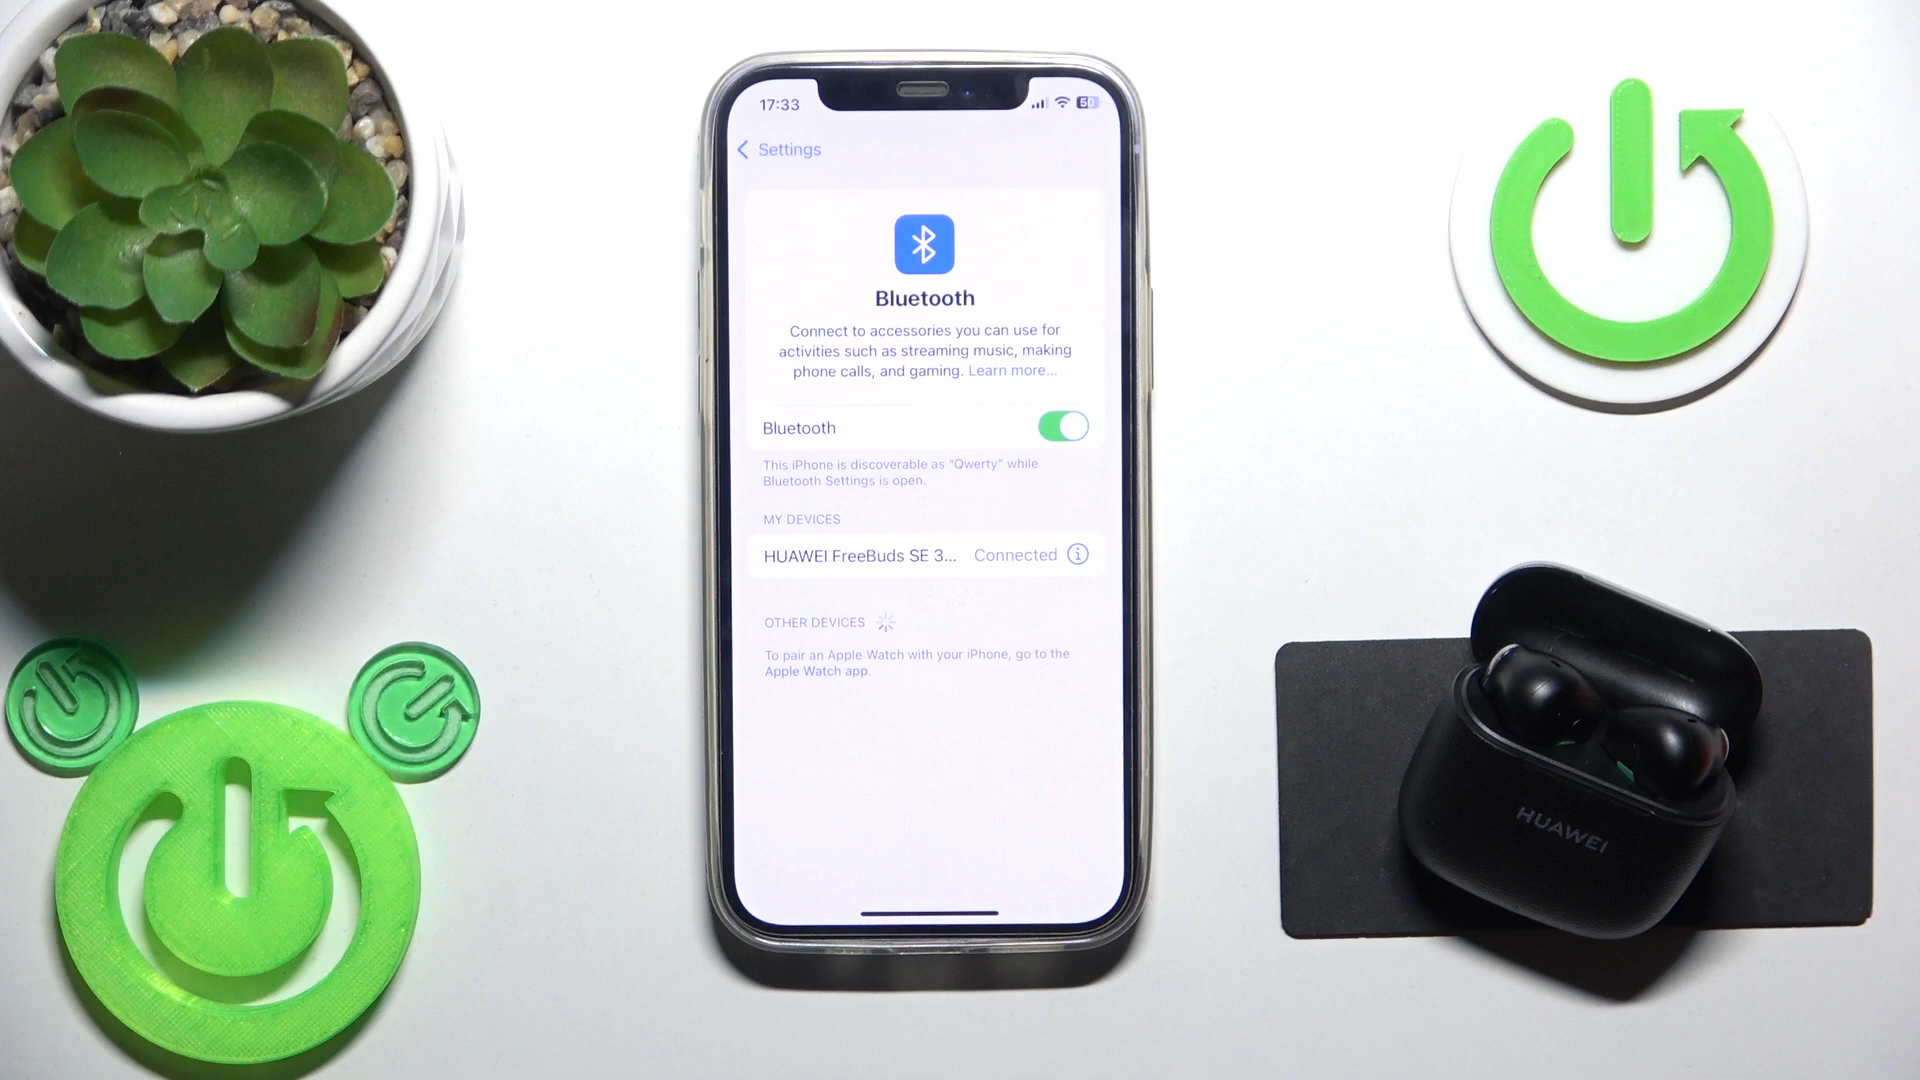 17:33
50
Settings
Bluetooth
Connect to accessories you can use for
activities such as streaming music, making
phone calls, and gaming. Learn more...
Bluetooth
This iPhone is discoverable as “Qwerty” while
Bluetooth Settings is open.
MY DEVICES
HUAWEI FreeBuds SE 3... Connected
OTHER DEVICES
To pair an Apple Watch with your iPhone, go to the
Apple Watch app.
HUAWEI